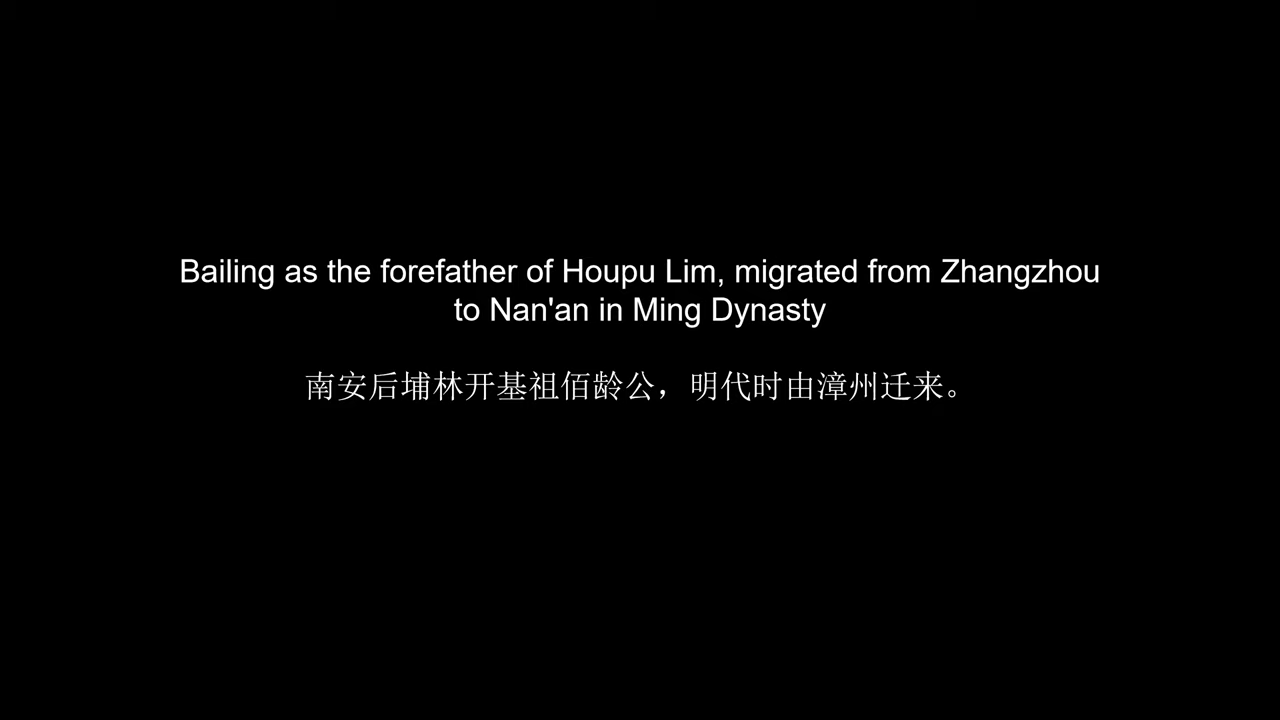 Bailing as the forefather of Houpu Lim, migrated from Zhangzhou
to Nan'an in Ming Dynasty
南安后埔林开基祖佰龄公，明代时由漳州迁来。